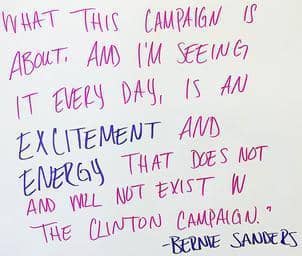 WHAT THIS CAMPAIGN IS
ABOUT. AND I'M SEEING
IT EVERY DAY, IS AN
EXCITEMENT AND
ENERGY THAT DOES NOT
AND WILL NOT EXIST IN
THE CLINTON CAMPAIGN."
-BERNIE SANDERS